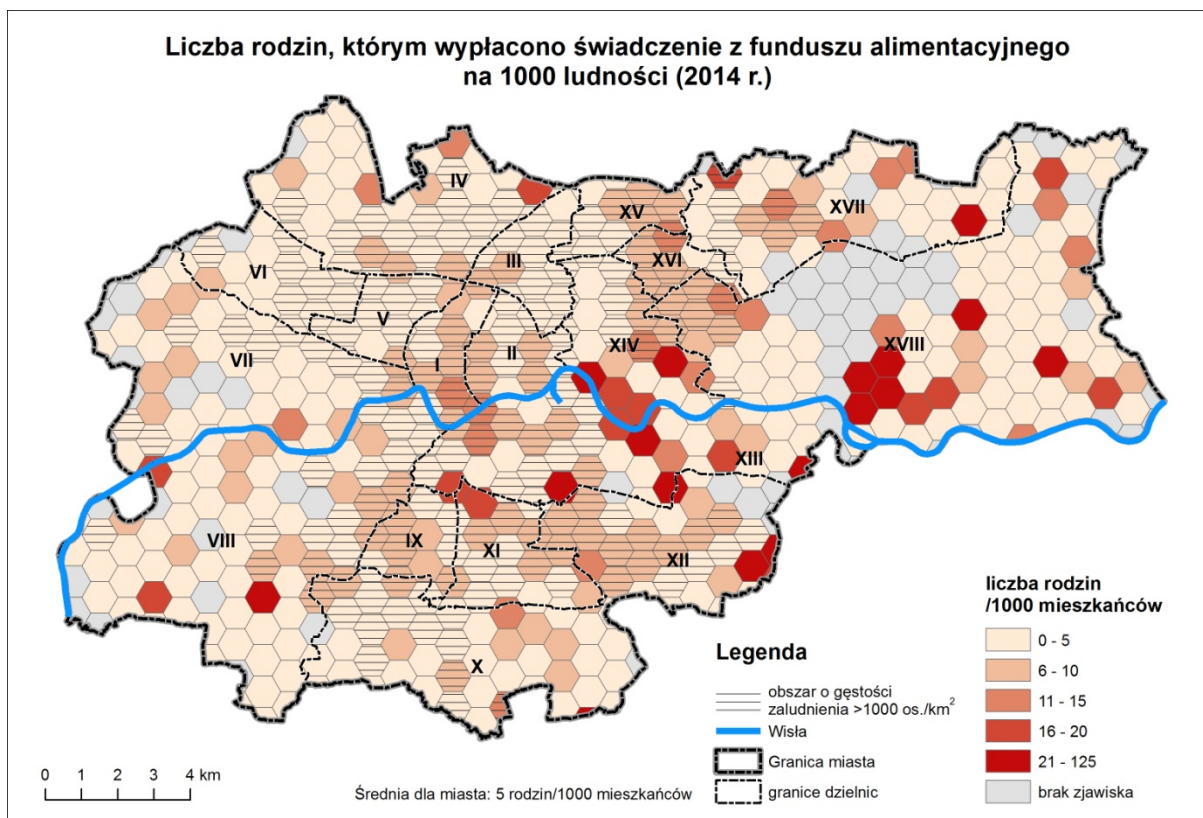 Liczba rodzin, którym wypłacono świadczenie z funduszu alimentacyjnego
na 1000 ludności (2014 r.)
IV
XV
XVII
III
XVI
VI
V
VII
II
I
XIV
XVIII
XIII
VIII
IX
XI
XII
X
Legenda
obszar o gęstości
zaludnienia >1000 os./km²
Wisła
Granica miasta
granice dzielnic
liczba rodzin
/1000 mieszkańców
0 - 5
6 - 10
11 - 15
16 - 20
21 - 125
brak zjawiska
0 1 2 3 4 km
Średnia dla miasta: 5 rodzin/1000 mieszkańców